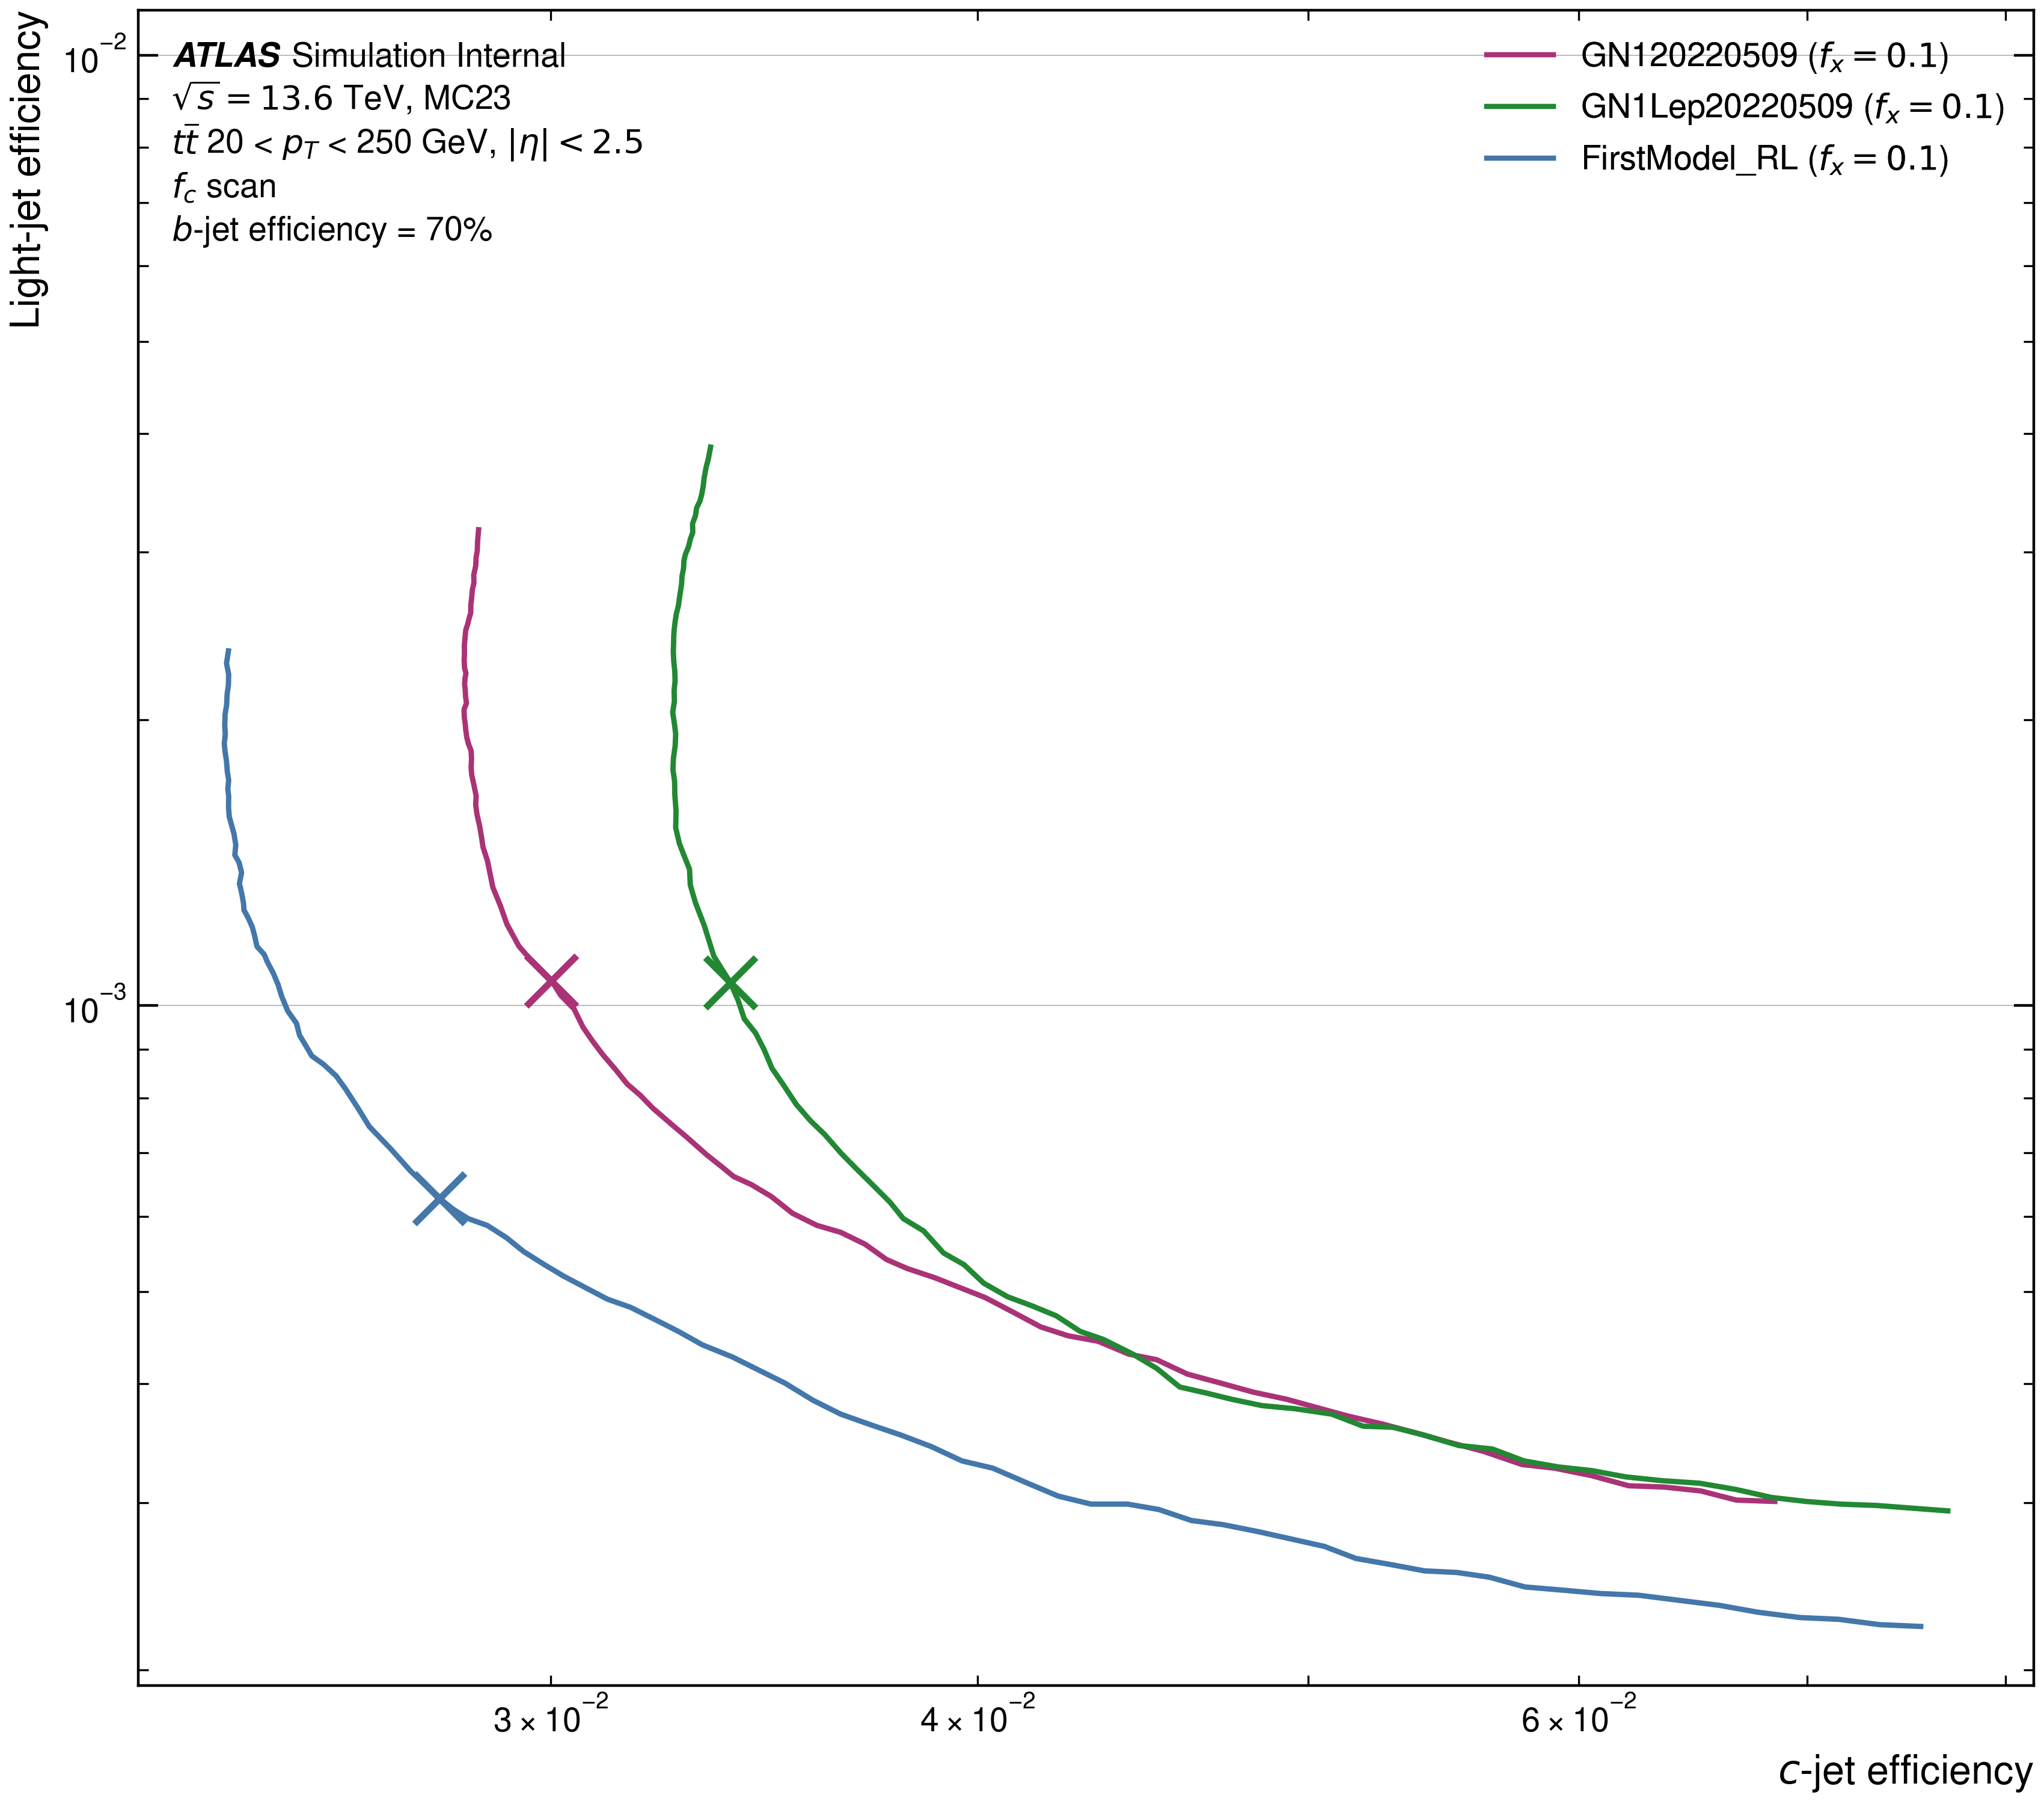 Light-jet efficiency
10⁻²
10⁻³
ATLAS Simulation Internal
√s = 13.6 TeV, MC23
tt̄ 20 < p_T < 250 GeV, |η| < 2.5
f_c scan
b-jet efficiency = 70%
GN120220509 (f_x = 0.1)
GN1Lep20220509 (f_x = 0.1)
FirstModel_RL (f_x = 0.1)
3 × 10⁻²
4 × 10⁻²
6 × 10⁻²
c-jet efficiency